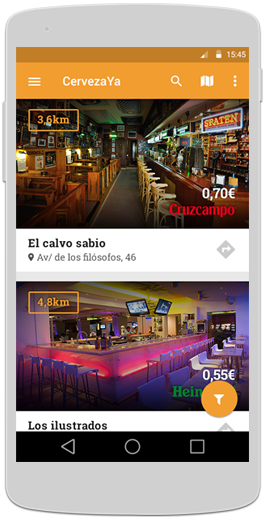 15:45
CervezaYa
3,6km
SPATEN
0,70€
Cruzcampo
El calvo sabio
Av/ de los filósofos, 46
4,8km
0,55€
Hein
Los ilustrados